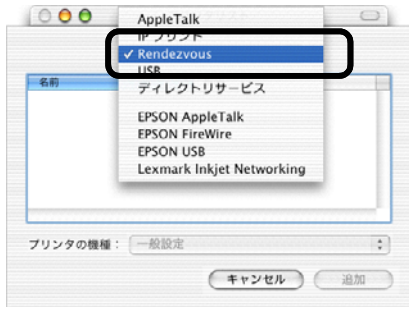 AppleTalk
IP プリント
✓ Rendezvous
USB
ディレクトリサービス
EPSON AppleTalk
EPSON FireWire
EPSON USB
Lexmark Inkjet Networking
名前
プリンタの機種：
一般設定
キャンセル
追加